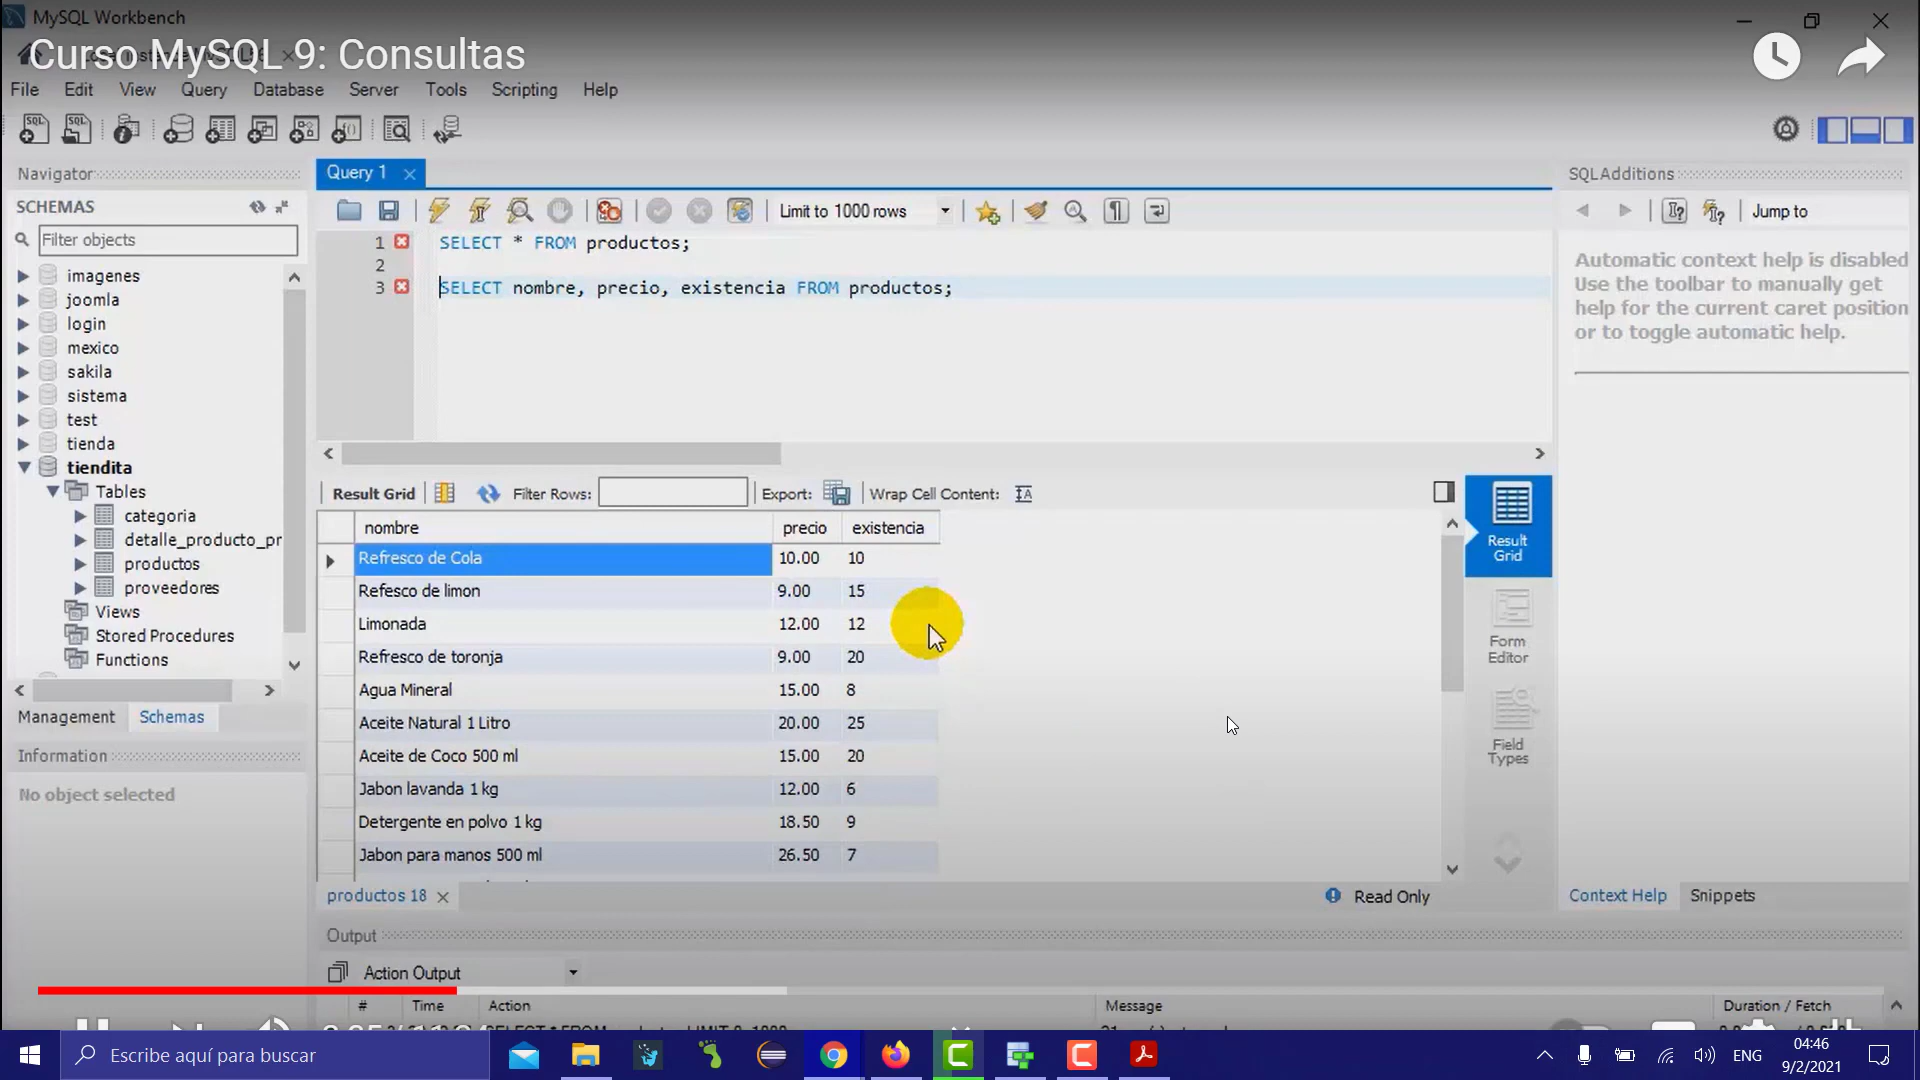 MySQL Workbench
Curso MySQL 9: Consultas
File Edit View Query Database Server Tools Scripting Help
Navigator
SCHEMAS
Filter objects
imagenes
joomla
login
mexico
sakila
sistema
test
tienda
tiendita
Tables
categoria
detalle_producto_pr
productos
proveedores
Views
Stored Procedures
Functions
Management Schemas
Information
No object selected
Query 1
Limit to 1000 rows
1 SELECT * FROM productos;
2
3 SELECT nombre, precio, existencia FROM productos;
Result Grid Filter Rows: Export: Wrap Cell Content:
nombre precio existencia
Refresco de Cola 10.00 10
Refesco de limon 9.00 15
Limonada 12.00 12
Refresco de toronja 9.00 20
Agua Mineral 15.00 8
Aceite Natural 1 Litro 20.00 25
Aceite de Coco 500 ml 15.00 20
Jabon lavanda 1 kg 12.00 6
Detergente en polvo 1 kg 18.50 9
Jabon para manos 500 ml 26.50 7
Result
Grid
Form
Editor
Field
Types
productos 18 Read Only
SQLAdditions
Jump to
Automatic context help is disabled
Use the toolbar to manually get
help for the current caret position
or to toggle automatic help.
Context Help Snippets
Output
Action Output
# Time Action Message Duration / Fetch
Escribe aquí para buscar
ENG
04:46
9/2/2021